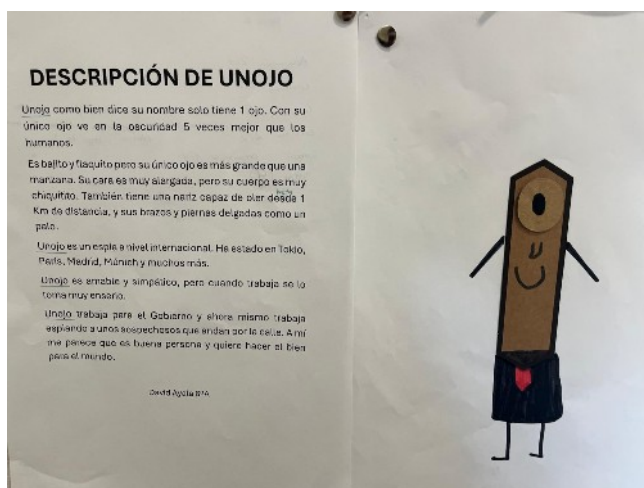 DESCRIPCIÓN DE UNOJO
Unojo como bien dice su nombre solo tiene 1 ojo. Con su
único ojo ve en la oscuridad 5 veces mejor que los
humanos.
Es bajito y flaquito pero su único ojo es más grande que una
manzana. Su cara es muy alargada, pero su cuerpo es muy
chiquitito. También tiene una nariz capaz de oler desde 1
Km de distancia, y sus brazos y piernas delgadas como un
palo.
Unojo es un espía a nivel internacional. Ha estado en Tokio,
París, Madrid, Múnich y muchos más.
Unojo es amable y simpático, pero cuando trabaja se lo
toma muy enserio.
Unojo trabaja para el Gobierno y ahora mismo trabaja
espiando a unos sospechosos que andan por la calle. A mí
me parece que es buena persona y quiere hacer el bien
para el mundo.
David Ayala